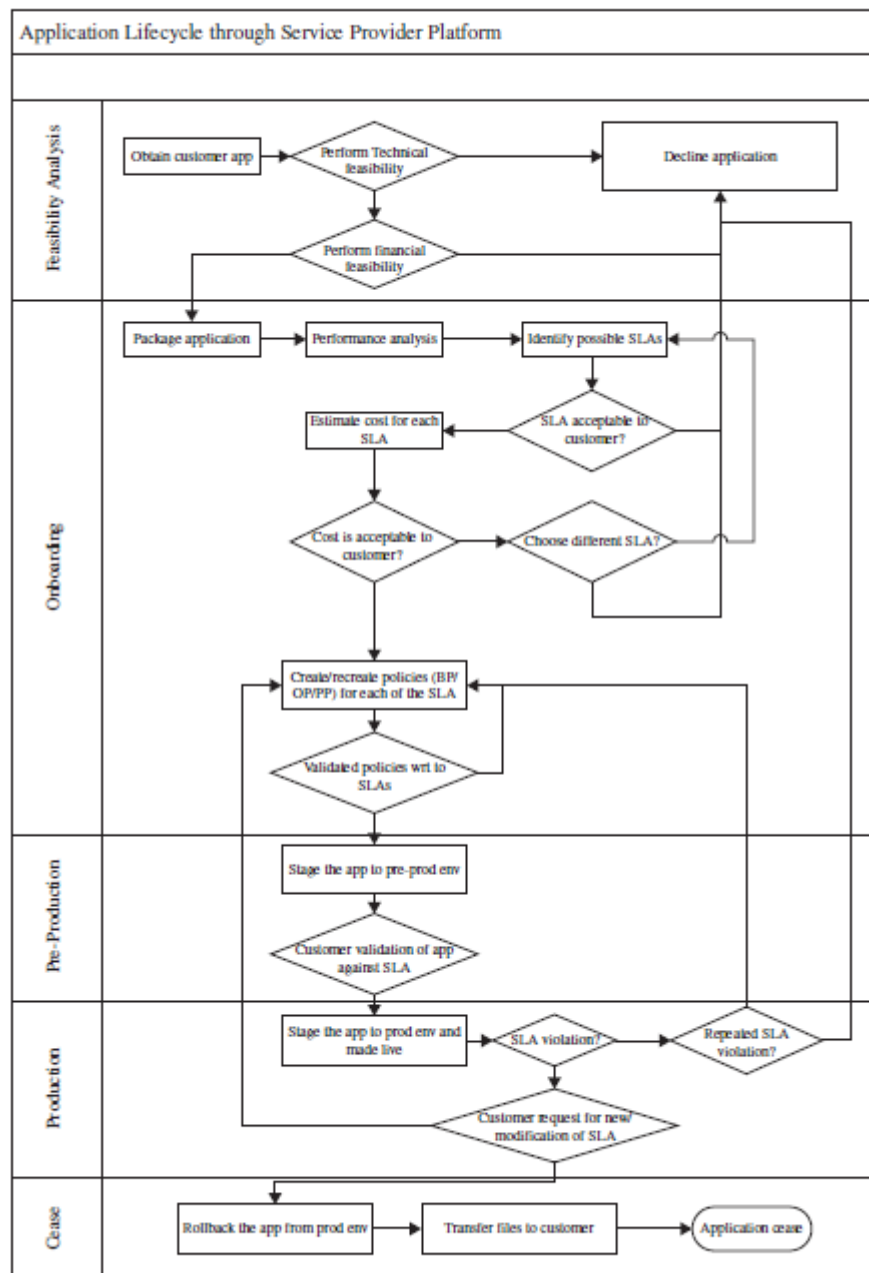 Application Lifecycle through Service Provider Platform
Feasibility Analysis
Obtain customer app
Perform Technical
feasibility
Decline application
Perform financial
feasibility
Onboarding
Package application
Performance analysis
Identify possible SLAs
Estimate cost for each
SLA
SLA acceptable to
customer?
Cost is acceptable to
customer?
Choose different SLA?
Create/recreate policies (BP/
OP/PP) for each of the SLA
Validated policies wrt to
SLAs
Pre-Production
Stage the app to pre-prod env
Customer validation of app
against SLA
Production
Stage the app to prod env and
made live
SLA violation?
Repeated SLA
violation?
Customer request for new/
modification of SLA
Cease
Rollback the app from prod env
Transfer files to customer
Application cease